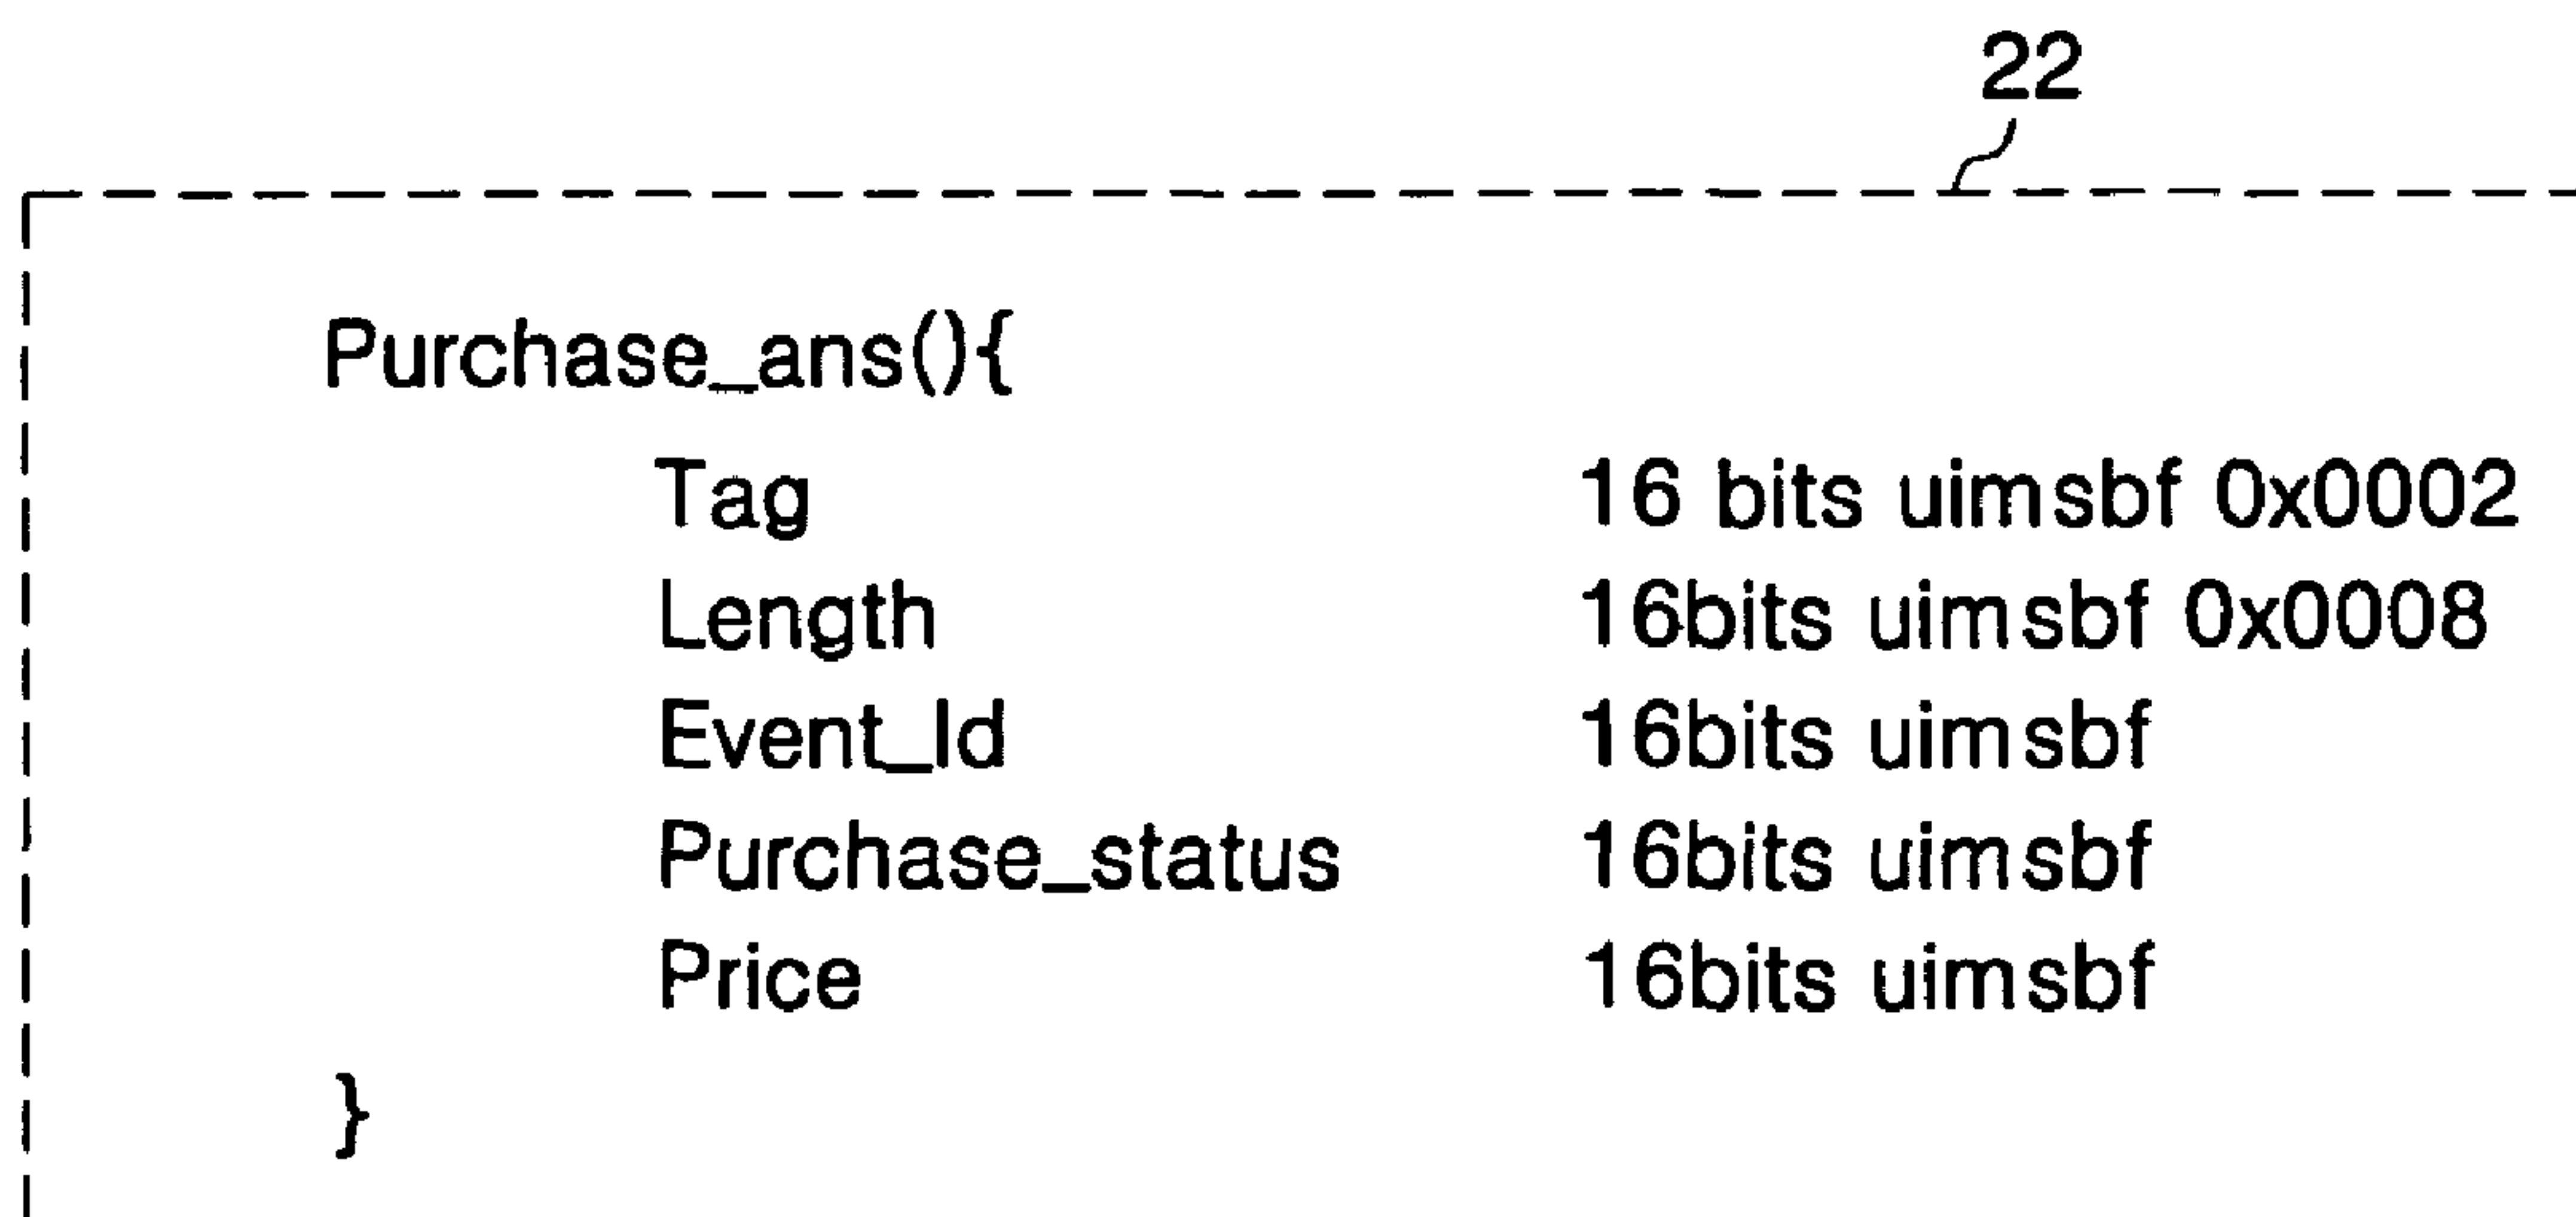 22
Purchase_ans(){
Tag 16 bits uimsbf 0x0002
Length 16bits uimsbf 0x0008
Event_Id 16bits uimsbf
Purchase_status 16bits uimsbf
Price 16bits uimsbf
}